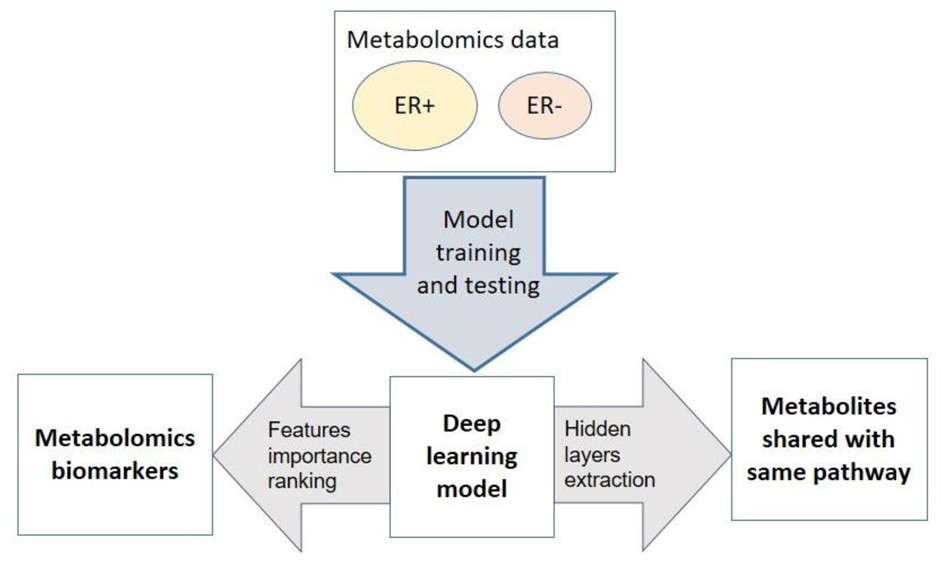 Metabolomics data
ER+
ER-
Model
training
and testing
Metabolomics
biomarkers
Features
importance
ranking
Deep
learning
model
Hidden
layers
extraction
Metabolites
shared with
same pathway